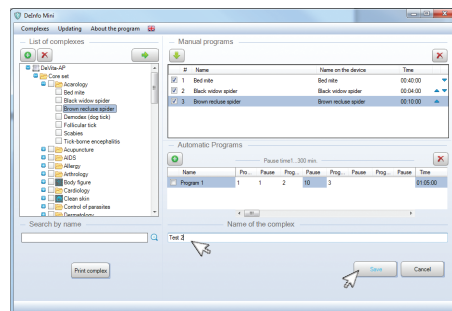 DeInfo Mini
Complexes Updating About the program
List of complexes
DeVita-AP
Core set
Acarology
Bed mite
Black widow spider
Brown recluse spider
Demodex (dog tick)
Follicular tick
Scabies
Tick-borne encephalitis
Acupuncture
AIDS
Allergy
Arthrology
Body figure
Cardiology
Clean skin
Control of parasites
Dermatology
Search by name
Print complex
Manual programs
# Name Name on the device Time
1 Bed mite Bed mite 00:40:00
2 Black widow spider Black widow spider 00:04:00
3 Brown recluse spider Brown recluse spider 00:10:00
Automatic Programs
Pause time1...300 min.
Name Pro... Pause Prog... Pause Prog... Pause Prog... Pause Time
Program 1 1 1 2 10 3 01:05:00
Name of the complex
Test 2
Save Cancel